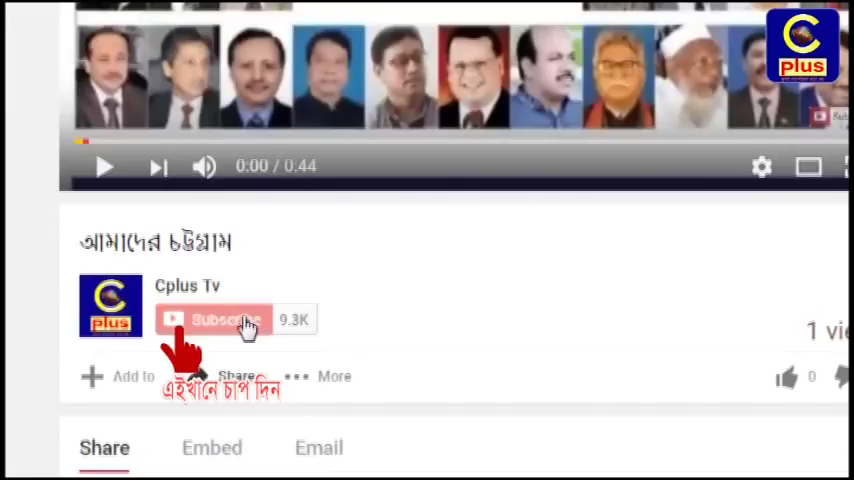 C
plus
0:00 / 0:44
আমাদের চট্টগ্রাম
C
plus
Cplus Tv
Subscribe 9.3K
1
Add to Share More 0
এইখানে চাপ দিন
Share Embed Email